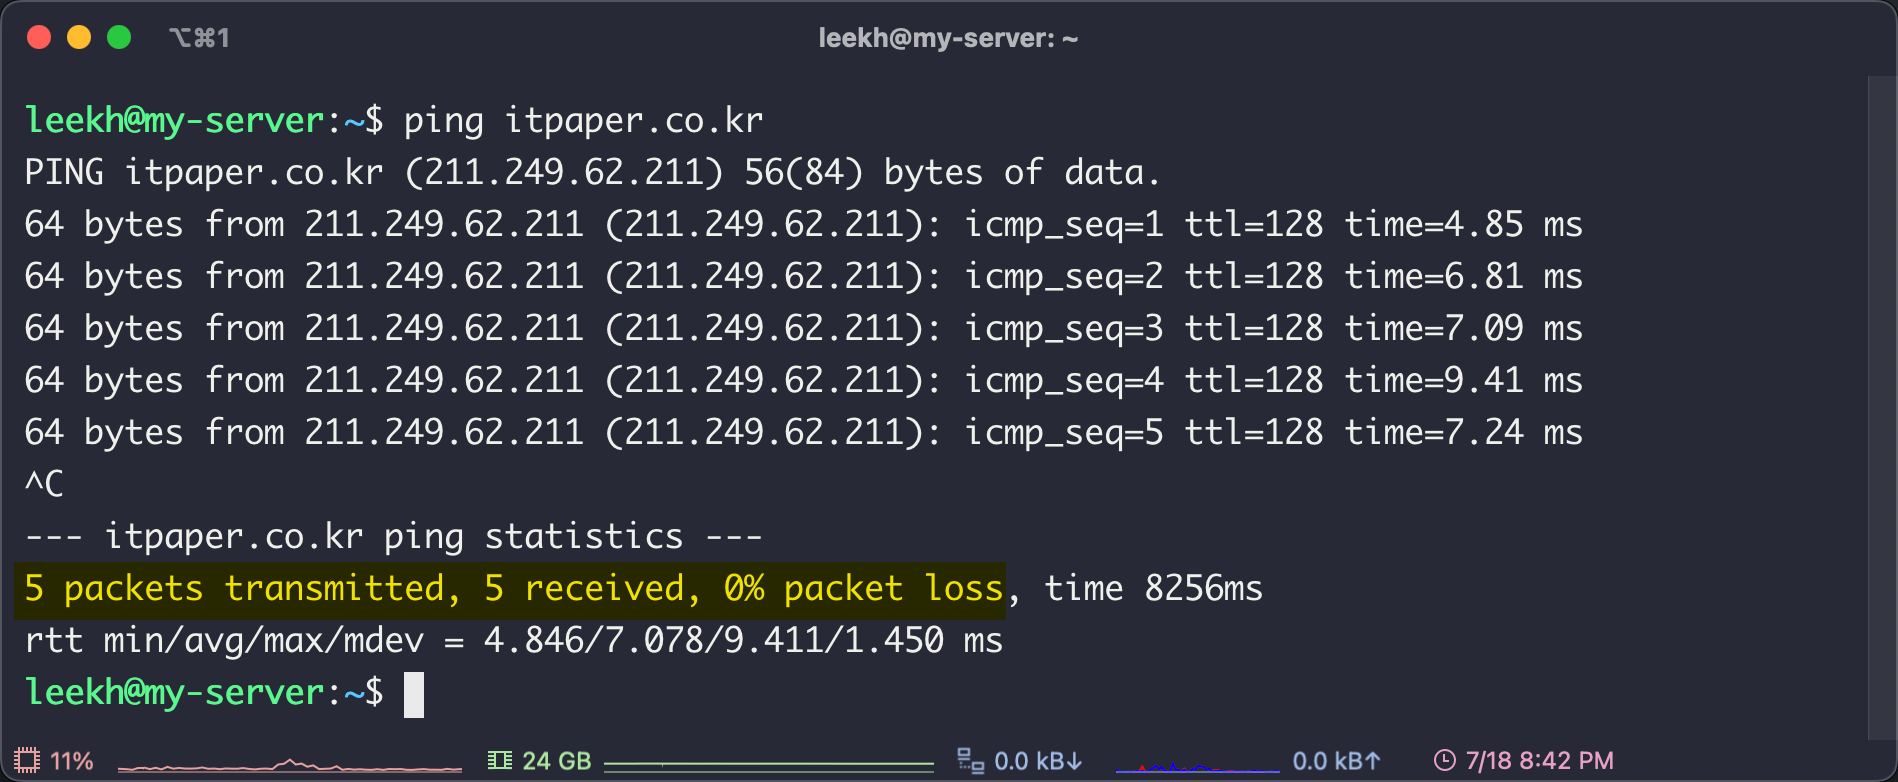 ⌥⌘1
leekh@my-server: ~
leekh@my-server:~$ ping itpaper.co.kr
PING itpaper.co.kr (211.249.62.211) 56(84) bytes of data.
64 bytes from 211.249.62.211 (211.249.62.211): icmp_seq=1 ttl=128 time=4.85 ms
64 bytes from 211.249.62.211 (211.249.62.211): icmp_seq=2 ttl=128 time=6.81 ms
64 bytes from 211.249.62.211 (211.249.62.211): icmp_seq=3 ttl=128 time=7.09 ms
64 bytes from 211.249.62.211 (211.249.62.211): icmp_seq=4 ttl=128 time=9.41 ms
64 bytes from 211.249.62.211 (211.249.62.211): icmp_seq=5 ttl=128 time=7.24 ms
^C
--- itpaper.co.kr ping statistics ---
5 packets transmitted, 5 received, 0% packet loss, time 8256ms
rtt min/avg/max/mdev = 4.846/7.078/9.411/1.450 ms
leekh@my-server:~$
11% 24 GB 0.0 kB↓ 0.0 kB↑ 7/18 8:42 PM